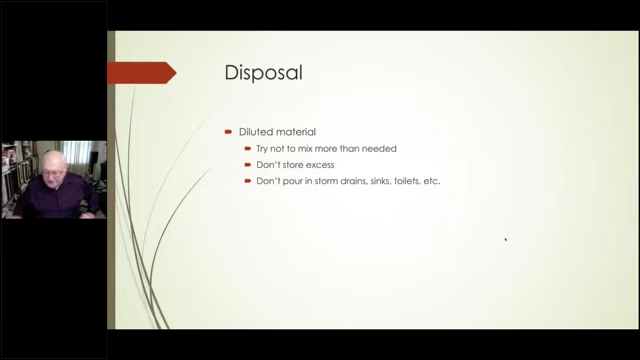 Disposal
Diluted material
Try not to mix more than needed
Don't store excess
Don't pour in storm drains, sinks, toilets, etc.